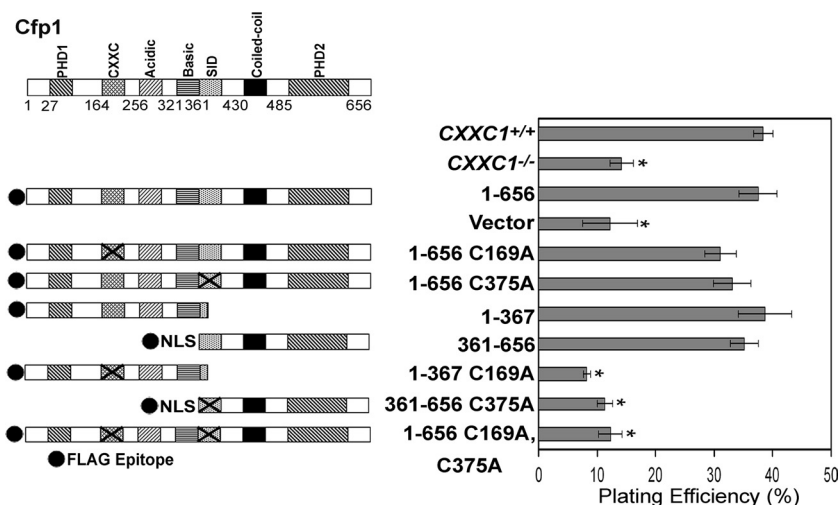 Cfp1
PHD1 CXXC Acidic Basic SID Coiled-coil PHD2
1 27 164 256 321 361 430 485 656
CXXC1+/+
CXXC1-/- *
1-656
Vector *
1-656 C169A
1-656 C375A
1-367
NLS 361-656
1-367 C169A *
NLS 361-656 C375A *
1-656 C169A, *
C375A
FLAG Epitope
0 10 20 30 40 50
Plating Efficiency (%)